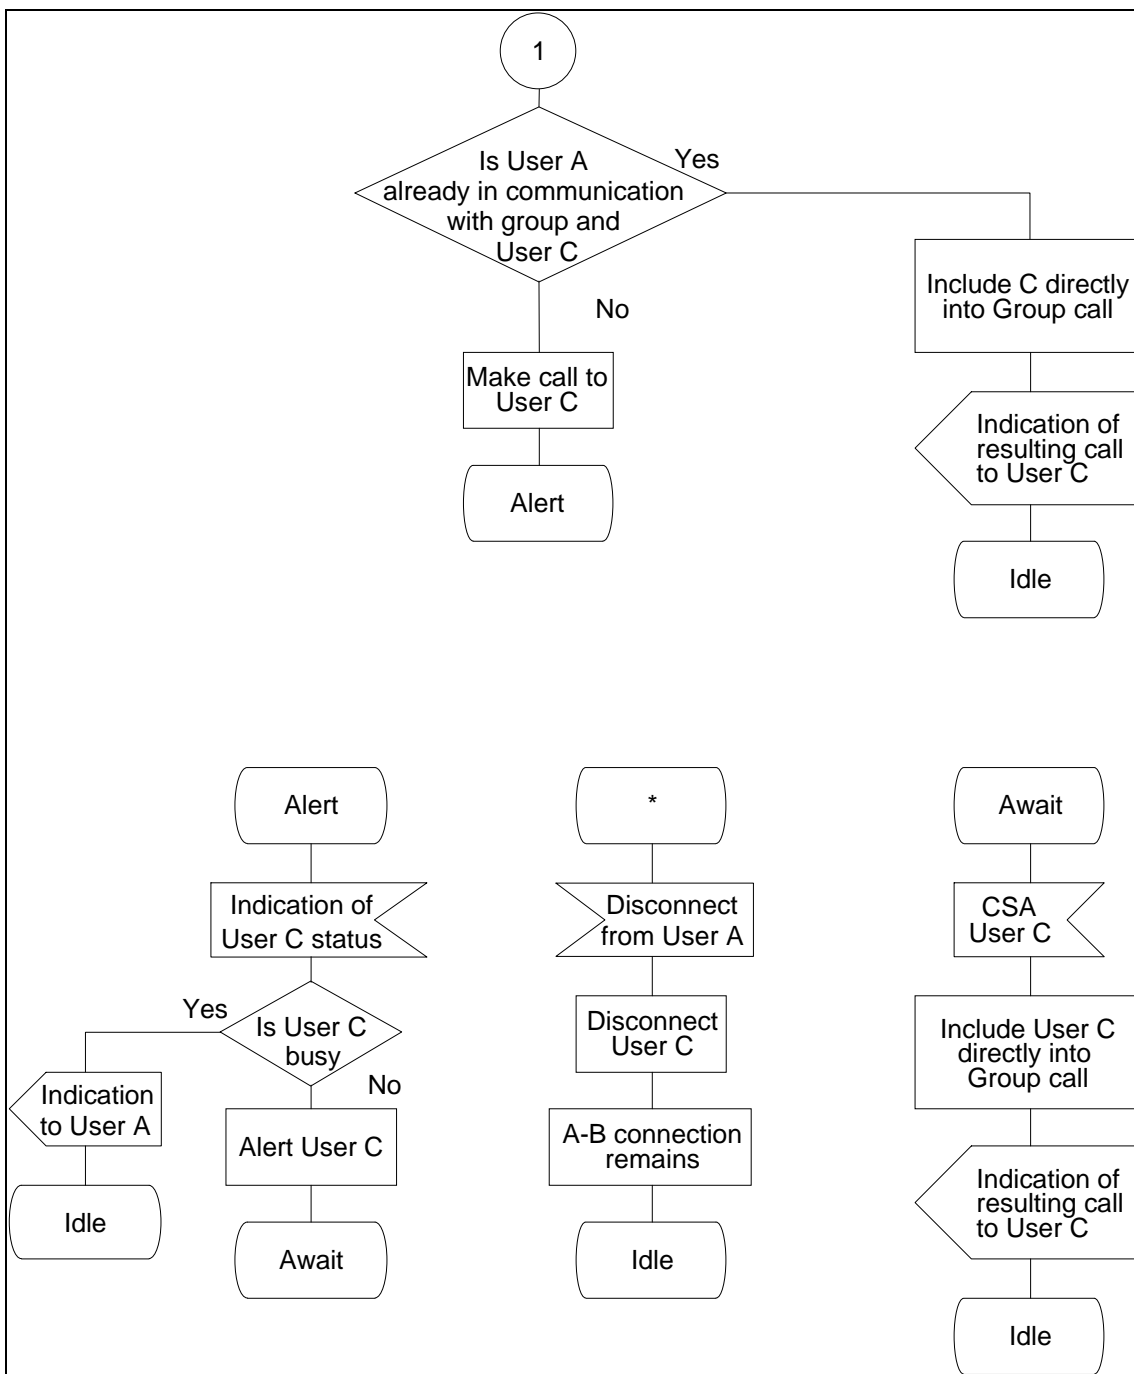 1
Is User A
already in communication
with group and
User C
Yes
No
Include C directly
into Group call
Make call to
User C
Indication of
resulting call
to User C
Alert
Idle
Alert
Indication of
User C status
Is User C
busy
Yes
No
Indication
to User A
Idle
Alert User C
Await
*
Disconnect
from User A
Disconnect
User C
A-B connection
remains
Idle
Await
CSA
User C
Include User C
directly into
Group call
Indication of
resulting call
to User C
Idle